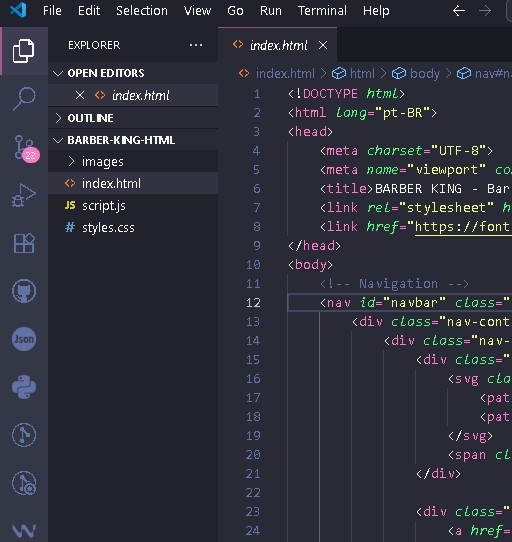 File Edit Selection View Go Run Terminal Help
EXPLORER
OPEN EDITORS
index.html
OUTLINE
BARBER-KING-HTML
images
index.html
JS script.js
# styles.css
22
Json
index.html
index.html > html > body > nav#n
1 <!DOCTYPE html>
2 <html lang="pt-BR">
3 <head>
4 <meta charset="UTF-8">
5 <meta name="viewport" co
6 <title>BARBER KING - Bar
7 <link rel="stylesheet" h
8 <link href="https://font
9 </head>
10 <body>
11 <!-- Navigation -->
12 <nav id="navbar" class="
13 <div class="nav-cont
14 <div class="nav-
15 <div class="
16 <svg cla
17 <pat
18 <pat
19 </svg>
20 <span cl
21 </div>
22
23 <div class="
24 <a href=